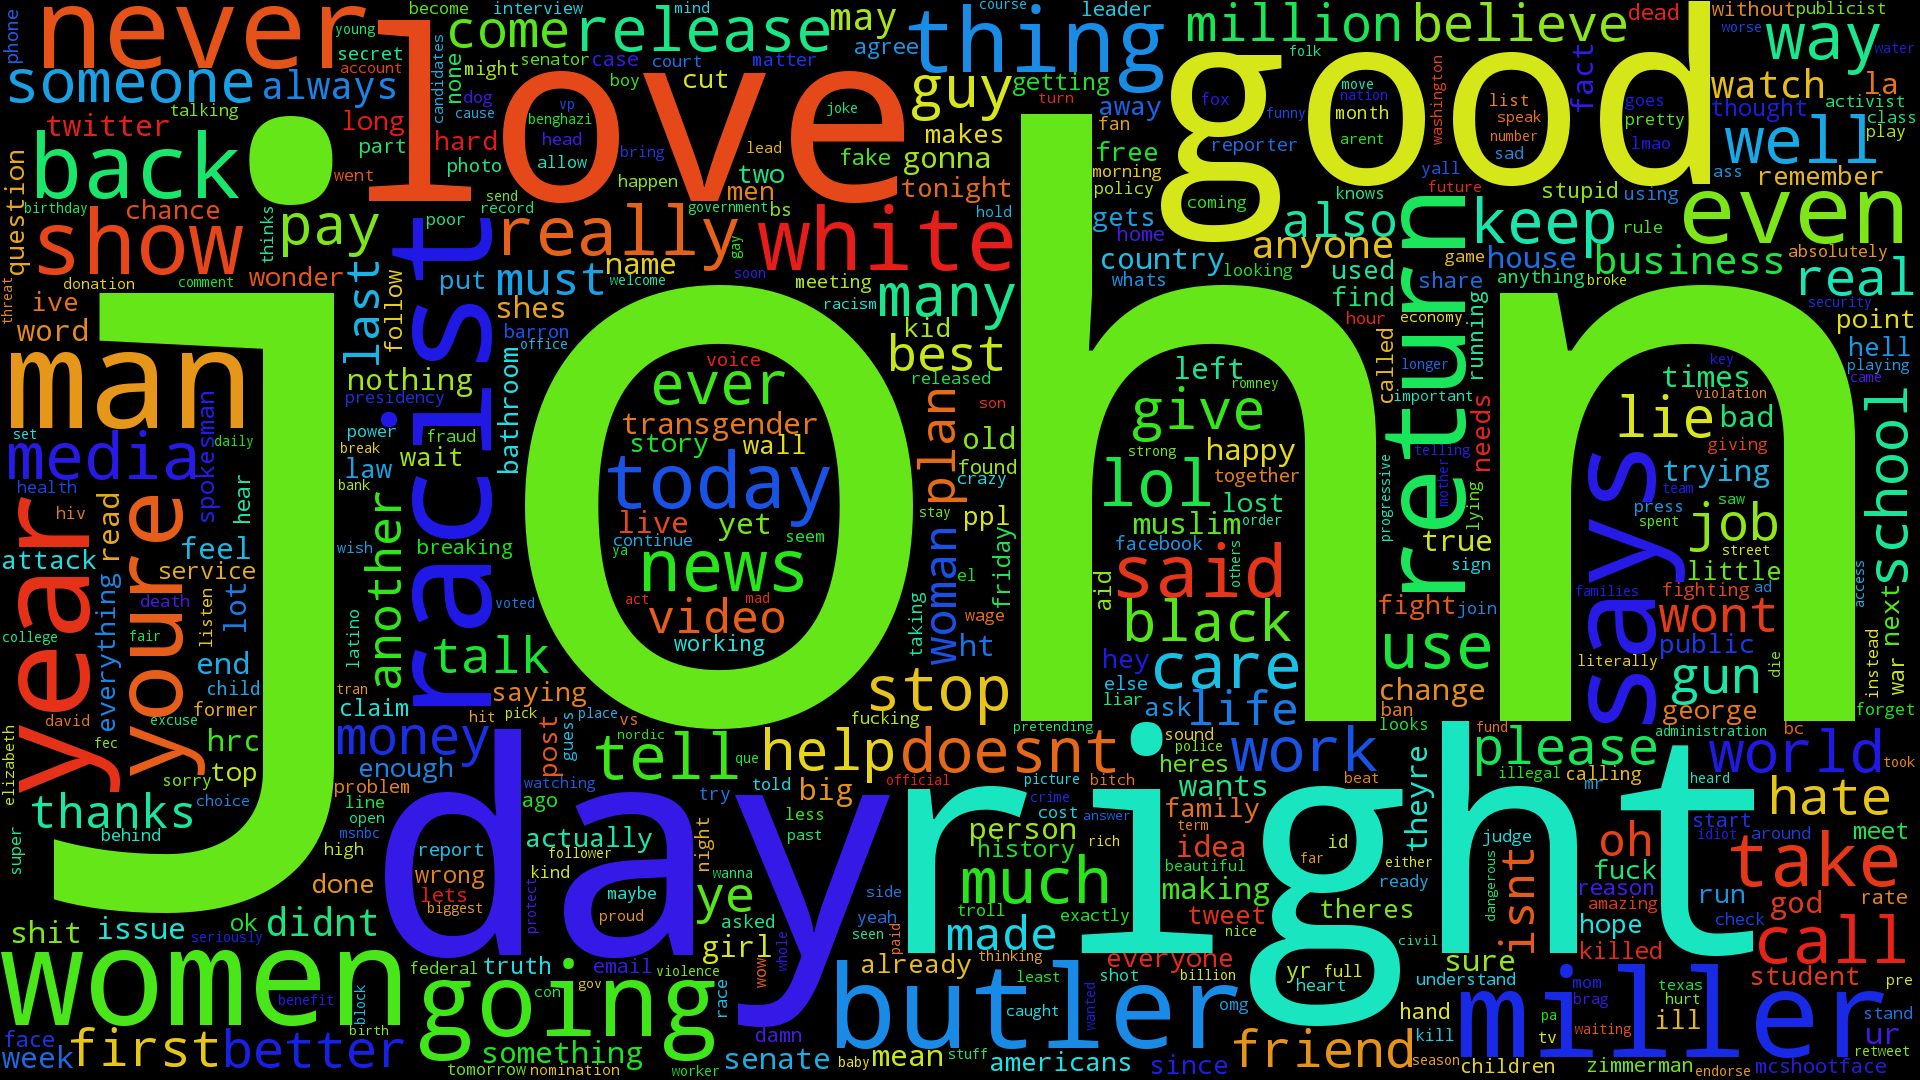 john
love
good
right
day
never
come
release
thing
million
believe
way
someone
always
may
guy
watch
la
back
show
pay
really
white
many
must
even
keep
well
business
real
also
anyone
man
media
year
youre
racist
return
says
last
another
nothing
best
plan
woman
ever
transgender
story
wall
today
live
yet
news
video
working
voice
continue
seem
ya
act
mad
left
give
romney
happy
strong
together
lol
lost
muslim
order
facebook
said
others
black
care
hey
else
liar
ask
life
times
key
violation
lie
bad
giving
trying
press
team
saw
spent
job
street
little
families
fighting
ad
wont
literally
public
gun
die
george
administration
bc
school
next
war
instead
access
forget
women
going
butler
miller
first
better
something
senate
americans
since
friend
children
zimmerman
mcshootface
endorse
retweet
thanks
money
talk
tell
help
doesnt
stop
work
please
world
hate
take
call
use
change
fight
join
phone
young
become
interview
mind
course
leader
dead
without
publicist
worse
water
secret
account
candidates
none
might
senator
case
court
matter
agree
folk
getting
turn
away
fact
talking
twitter
long
part
hard
dog
cause
vp
benghazi
head
allow
boy
cut
bring
joke
lead
fake
makes
gonna
tonight
photo
went
send
record
happen
two
men
government
bs
hold
fan
free
morning
policy
reporter
fox
funny
move
nation
month
arent
washington
list
speak
number
sad
goes
pretty
lmao
thought
activist
class
play
ass
remember
yall
future
knows
stupid
using
rule
coming
gets
home
country
whats
looking
used
find
hour
game
house
share
anything
broke
absolutely
security
economy
point
hell
playing
came
question
birthday
thinks
chance
wonder
donation
comment
threat
ive
word
follow
put
poor
name
welcome
shes
barron
office
gay
soon
meeting
racism
kid
released
son
old
found
crazy
stay
ppl
friday
el
wage
taking
ht
presidency
power
break
law
bank
fraud
wait
bathroom
breaking
wish
voted
latino
tran
claim
saying
hit
pick
place
nordic
vs
guess
post
fucking
pretending
sound
police
heres
called
important
longer
running
needs
telling
mother
lying
progressive
true
sign
ban
looks
fund
aid
set
daily
spokesman
health
hiv
read
hear
attack
feel
service
death
everything
listen
lot
fair
college
end
child
former
david
fec
excuse
hrc
top
sorry
elizabeth
choice
behind
super
enough
problem
line
open
msnbc
high
done
ago
watching
que
try
told
big
less
past
official
picture
bitch
crime
cost
answer
person
history
rich
wants
family
term
idea
beautiful
making
beat
illegal
calling
mr
heard
took
start
idiot
around
meet
theyre
either
ready
id
far
judge
dangerous
isnt
oh
fuck
reason
amazing
hope
killed
run
check
god
rate
student
pre
report
wrong
lets
biggest
actually
follower
kind
wanna
maybe
proud
protect
night
ye
asked
girl
wow
whole
side
yeah
seen
paid
much
troll
exactly
made
thinking
tweet
nice
theres
civil
sure
understand
everyone
least
shot
billion
caught
wanted
omg
yr
full
heart
already
shit
issue
ok
seriously
didnt
federal
truth
email
violence
con
gov
race
benefit
block
birth
face
week
tomorrow
nomination
worker
damn
baby
mean
stuff
hand
kill
season
mom
brag
pa
tv
waiting
texas
hurt
ill
stand
ur